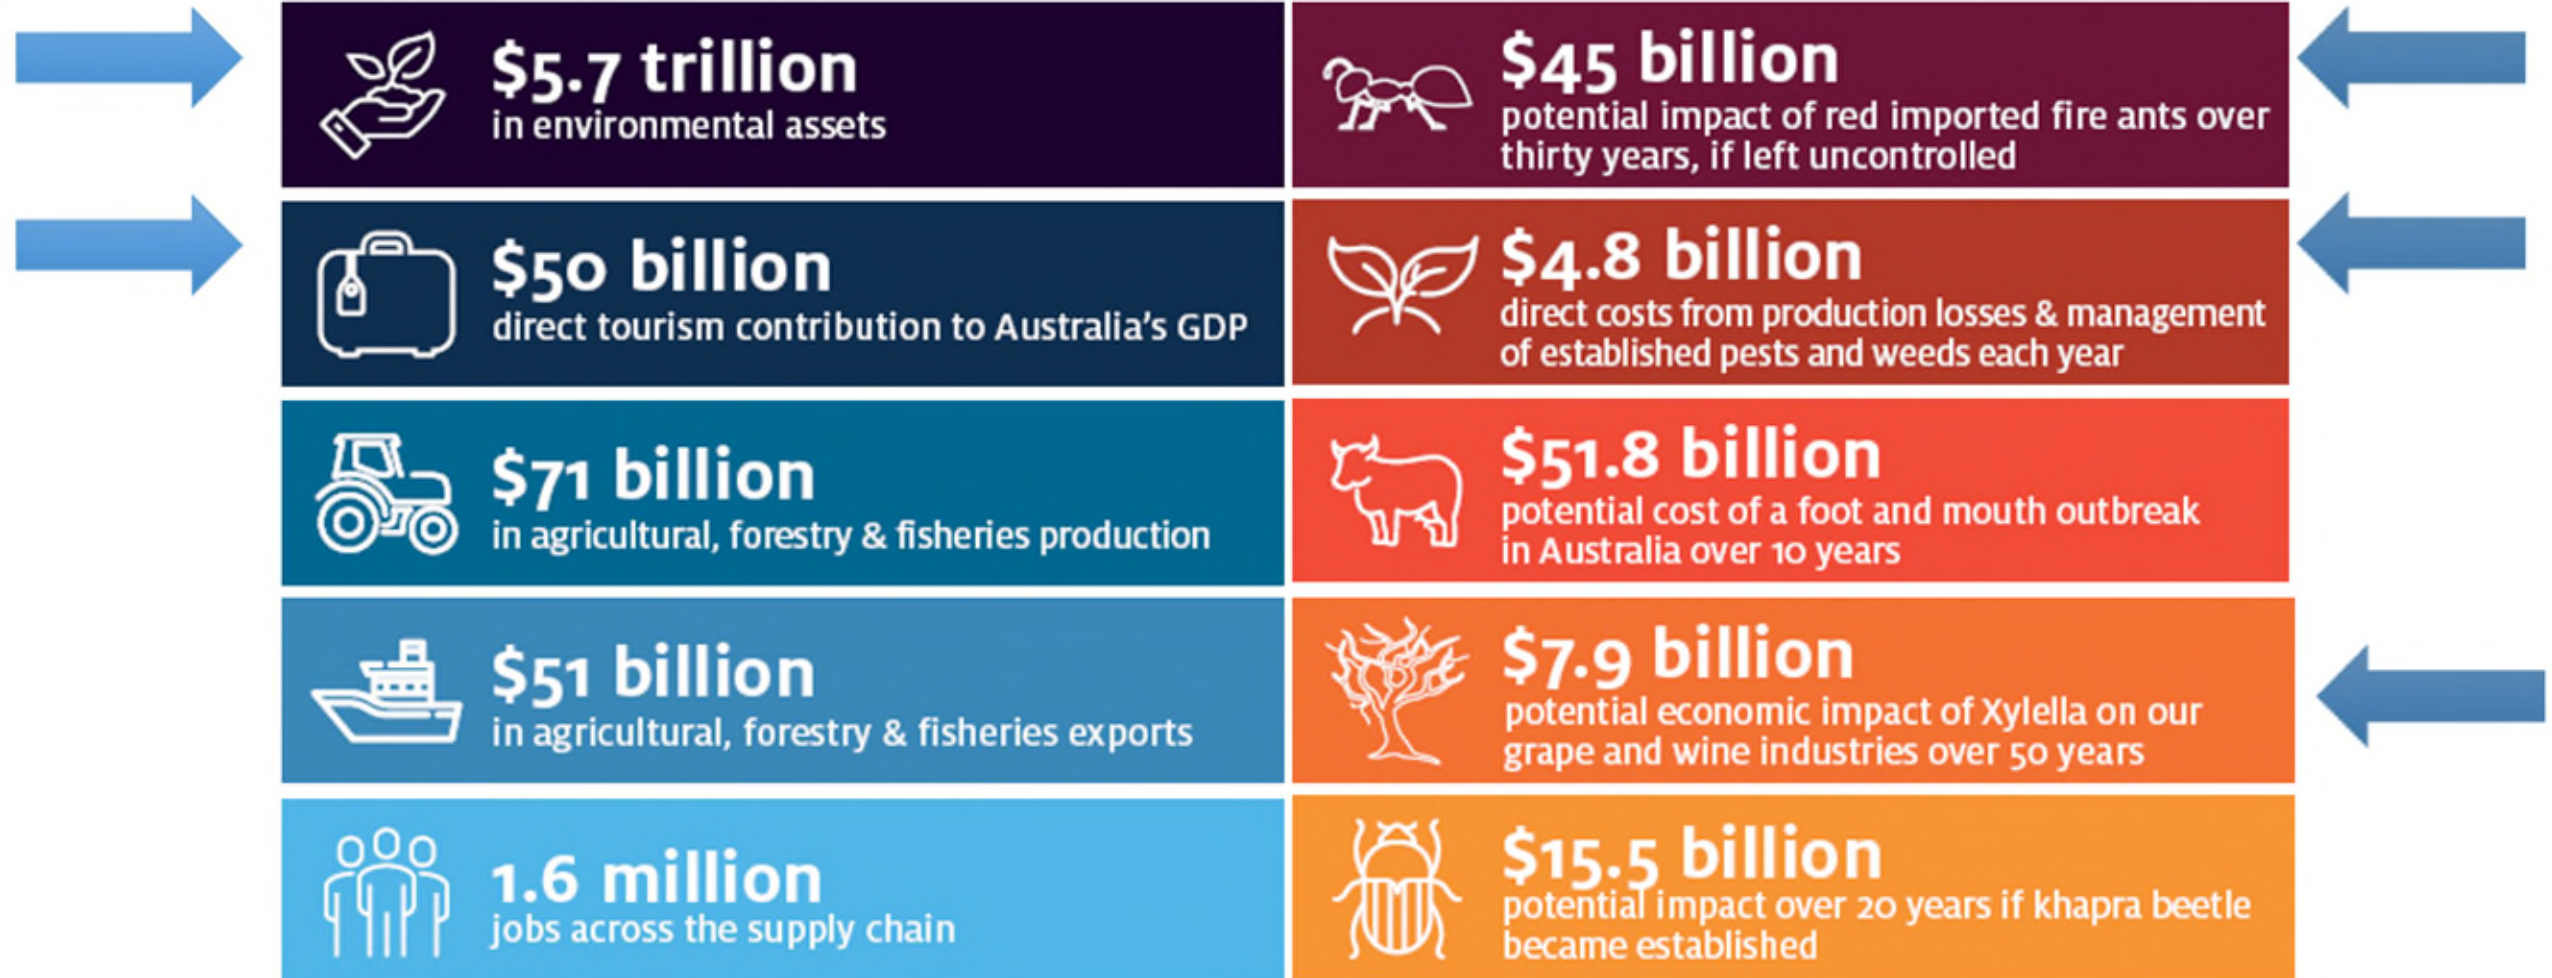 $5.7 trillion
in environmental assets
$50 billion
direct tourism contribution to Australia's GDP
$71 billion
in agricultural, forestry & fisheries production
$51 billion
in agricultural, forestry & fisheries exports
1.6 million
jobs across the supply chain
$45 billion
potential impact of red imported fire ants over
thirty years, if left uncontrolled
$4.8 billion
direct costs from production losses & management
of established pests and weeds each year
$51.8 billion
potential cost of a foot and mouth outbreak
in Australia over 10 years
$7.9 billion
potential economic impact of Xylella on our
grape and wine industries over 50 years
$15.5 billion
potential impact over 20 years if khapra beetle
became established